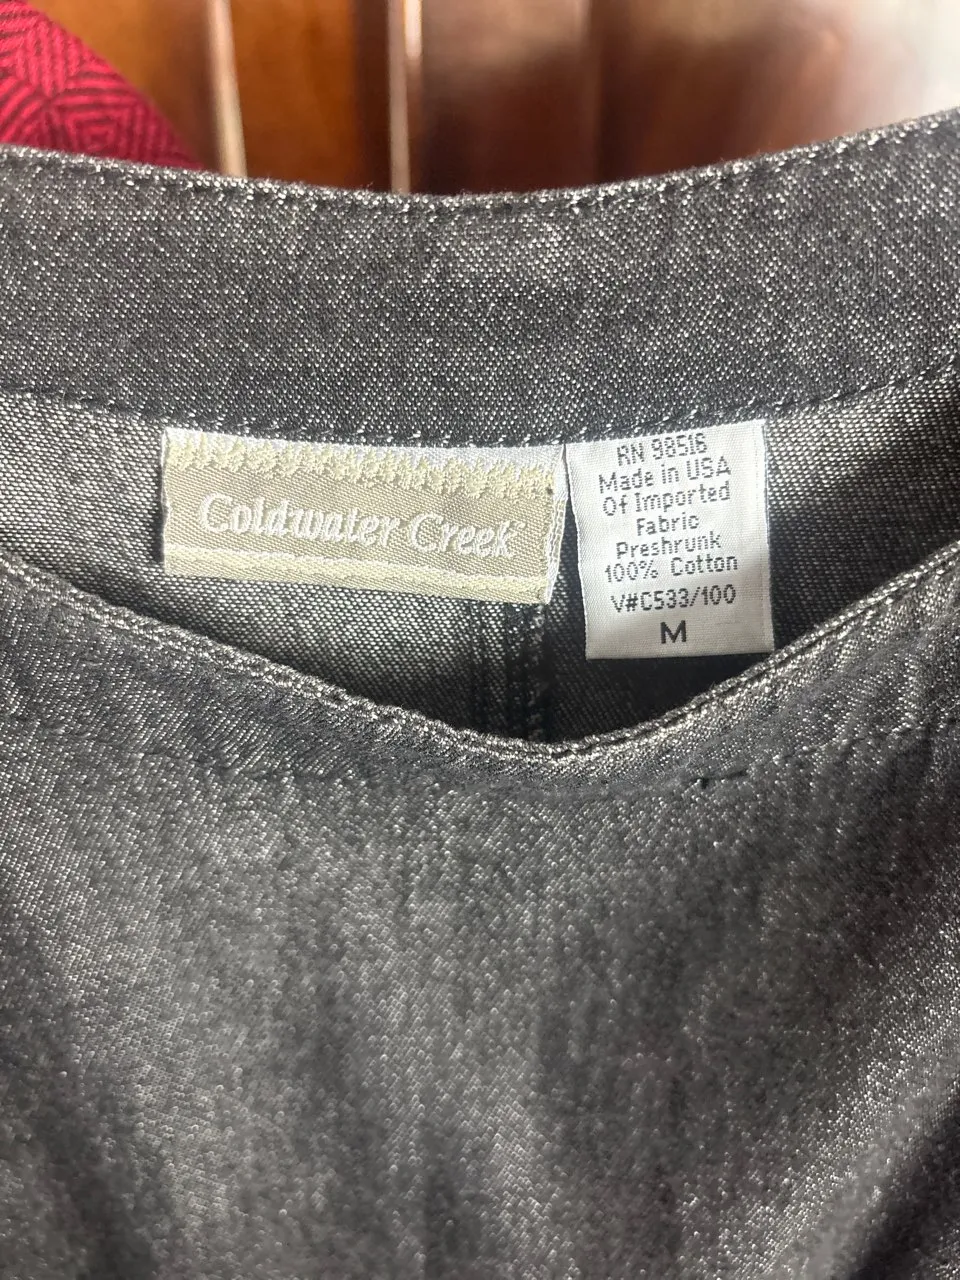 Coldwater Creek
RN 98516
Made in USA
Of Imported
Fabric
Preshrunk
100% Cotton
V#C533/100
M